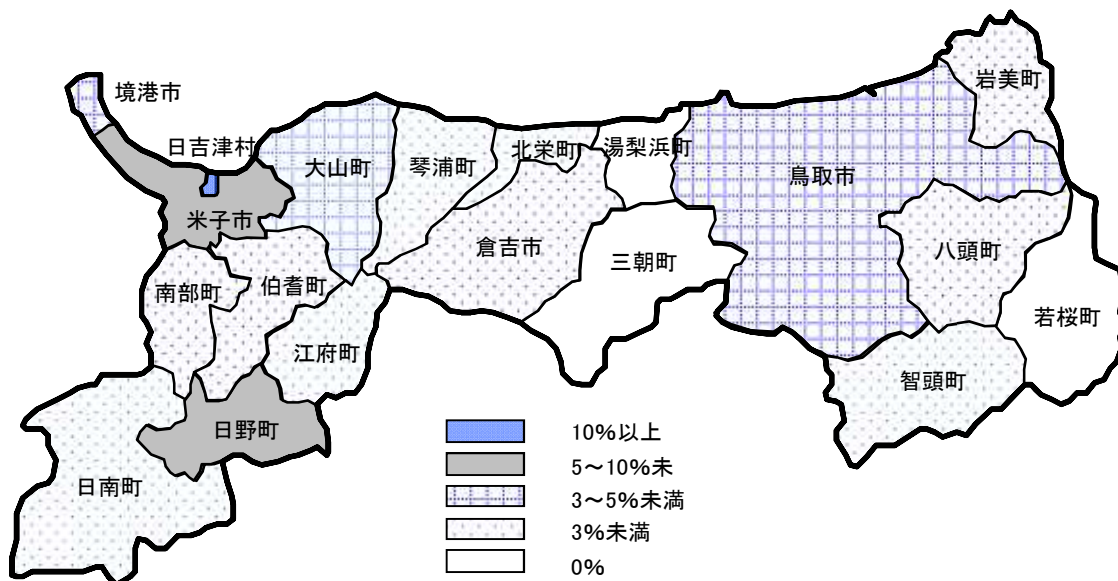 岩美町
境港市
日吉津村
大山町
琴浦町
北栄町
湯梨浜町
鳥取市
米子市
倉吉市
三朝町
八頭町
南部町
伯耆町
若桜町
江府町
智頭町
日野町
日南町
10%以上
5～10%未
3～5%未満
3%未満
0%